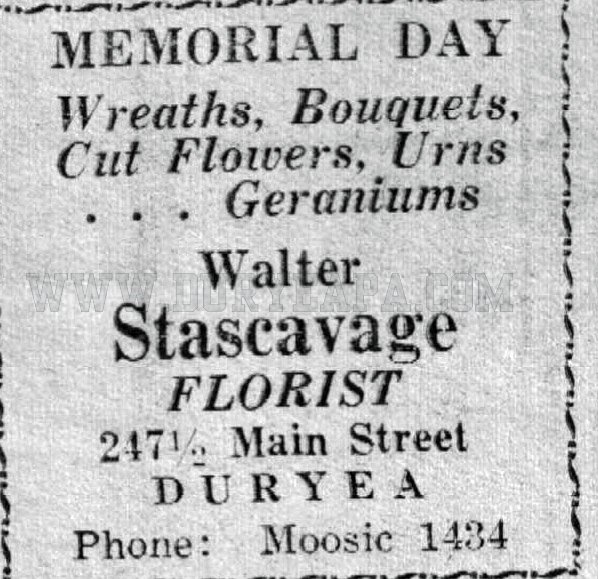 MEMORIAL DAY
Wreaths, Bouquets,
Cut Flowers, Urns
. . . Geraniums
Walter
WWW.DURYEAPA.COM
Stascavage
FLORIST
247½ Main Street
DURYEA
Phone: Moosic 1434